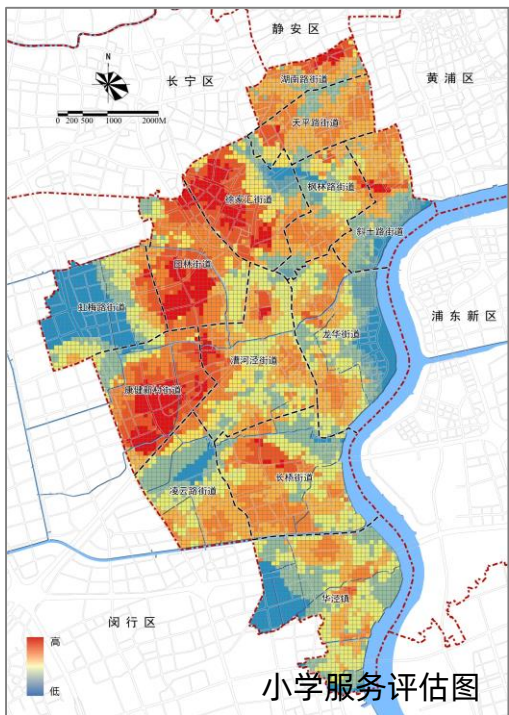 静安区
长宁区
黄浦区
N
0 200 500 1000 2000M
湖南路街道
天平路街道
枫林路街道
徐家汇街道
斜土路街道
田林街道
虹梅路街道
浦东新区
龙华街道
漕河泾街道
康健新村街道
长桥街道
凌云路街道
华泾镇
闵行区
高
低
小学服务评估图